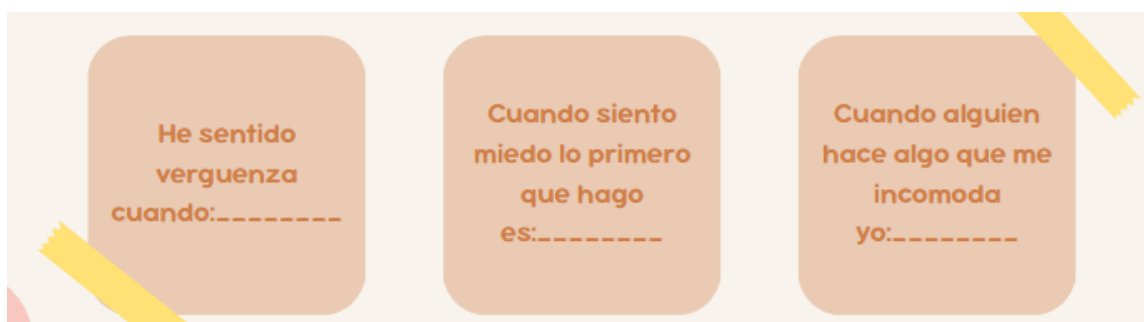 He sentido
verguenza
cuando:________
Cuando siento
miedo lo primero
que hago
es:________
Cuando alguien
hace algo que me
incomoda
yo:________